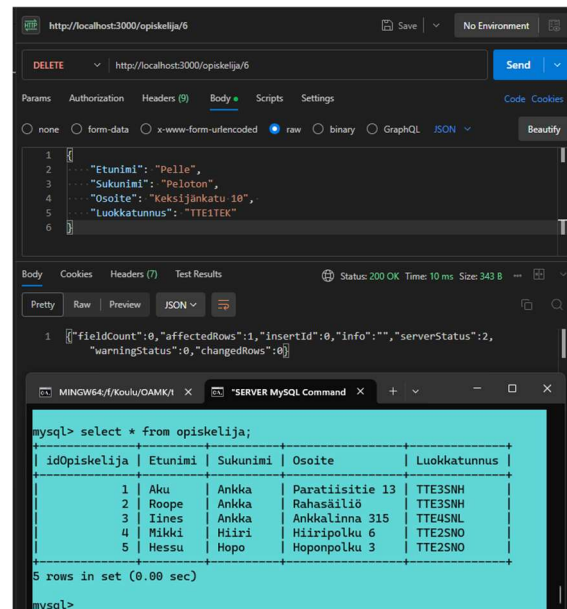 HTTP http://localhost:3000/opiskelija/6 Save No Environment
DELETE http://localhost:3000/opiskelija/6 Send
Params Authorization Headers (9) Body Scripts Settings Code Cookies
none form-data x-www-form-urlencoded raw binary GraphQL JSON Beautify
1 {
2 "Etunimi": "Pelle",
3 "Sukunimi": "Peloton",
4 "Osoite": "Keksijänkatu 10",
5 "Luokkatunnus": "TTE1TEK"
6 }
Body Cookies Headers (7) Test Results Status: 200 OK Time: 10 ms Size: 343 B
Pretty Raw Preview JSON
1 {"fieldCount":0,"affectedRows":1,"insertId":0,"info":"","serverStatus":2,
"warningStatus":0,"changedRows":0}
MINGW64:/f/Koulu/OAMK/t "SERVER MySQL Command
mysql> select * from opiskelija;
+--------------+---------+----------+-----------------+--------------+
| idOpiskelija | Etunimi | Sukunimi | Osoite | Luokkatunnus |
+--------------+---------+----------+-----------------+--------------+
| 1 | Aku | Ankka | Paratiisitie 13 | TTE3SNH |
| 2 | Roope | Ankka | Rahasäiliö | TTE3SNH |
| 3 | Iines | Ankka | Ankkalinna 315 | TTE4SNL |
| 4 | Mikki | Hiiri | Hiiripolku 6 | TTE2SNO |
| 5 | Hessu | Hopo | Hoponpolku 3 | TTE2SNO |
+--------------+---------+----------+-----------------+--------------+
5 rows in set (0.00 sec)
mysql>